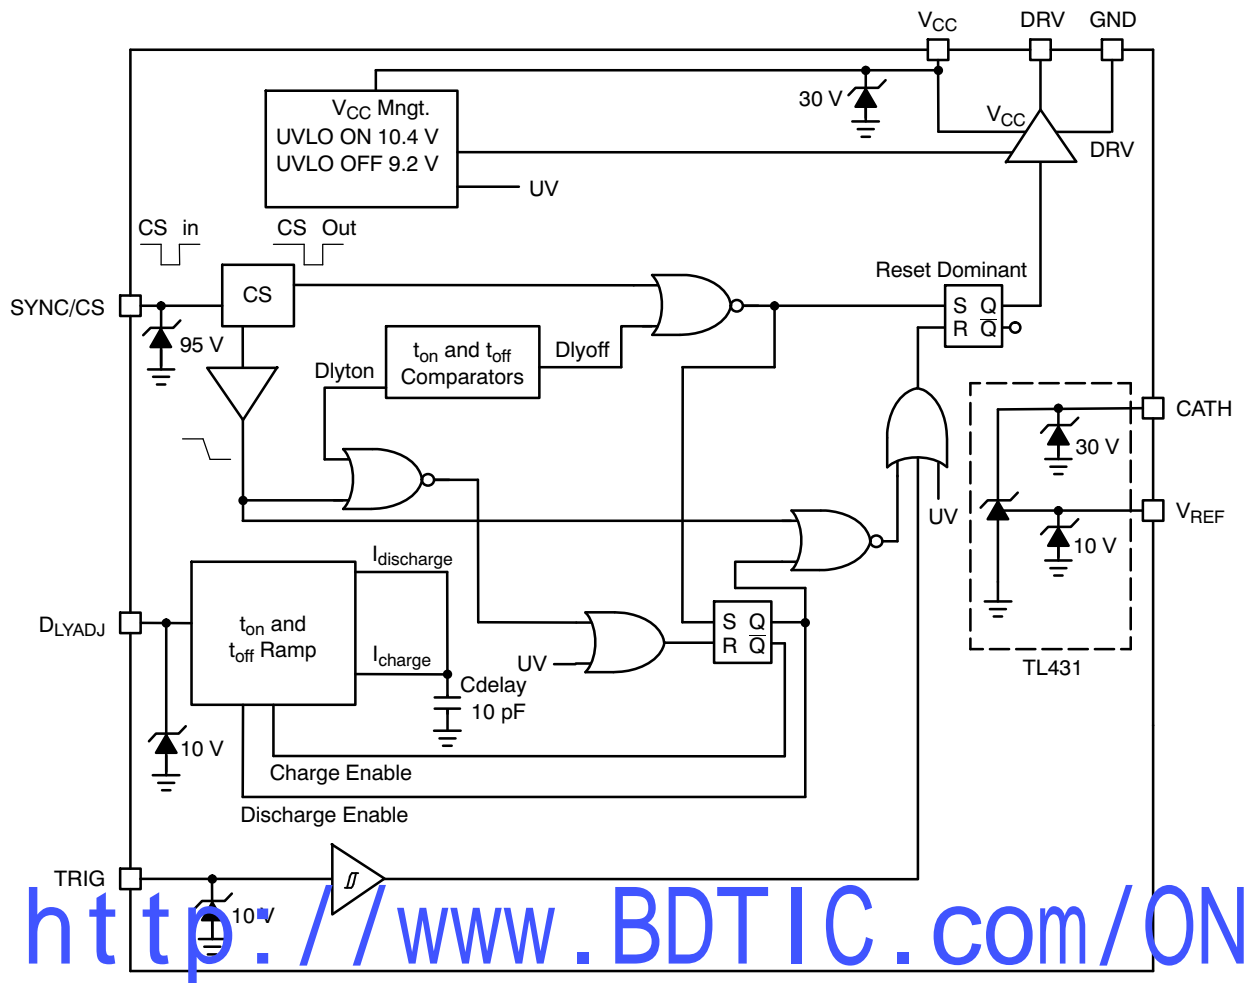 VCC DRV GND
VCC Mngt.
UVLO ON 10.4 V
UVLO OFF 9.2 V
30 V
VCC
DRV
UV
CS in
CS Out
SYNC/CS
CS
95 V
Reset Dominant
S Q
R Q
ton and toff
Comparators
Dlyoff
Dlyton
CATH
30 V
VREF
10 V
UV
TL431
Idischarge
DLYADJ
ton and
toff Ramp
Icharge
Cdelay
10 pF
UV
S Q
R Q
10 V
Charge Enable
Discharge Enable
TRIG
10 V
http://www.BDTIC.com/ON